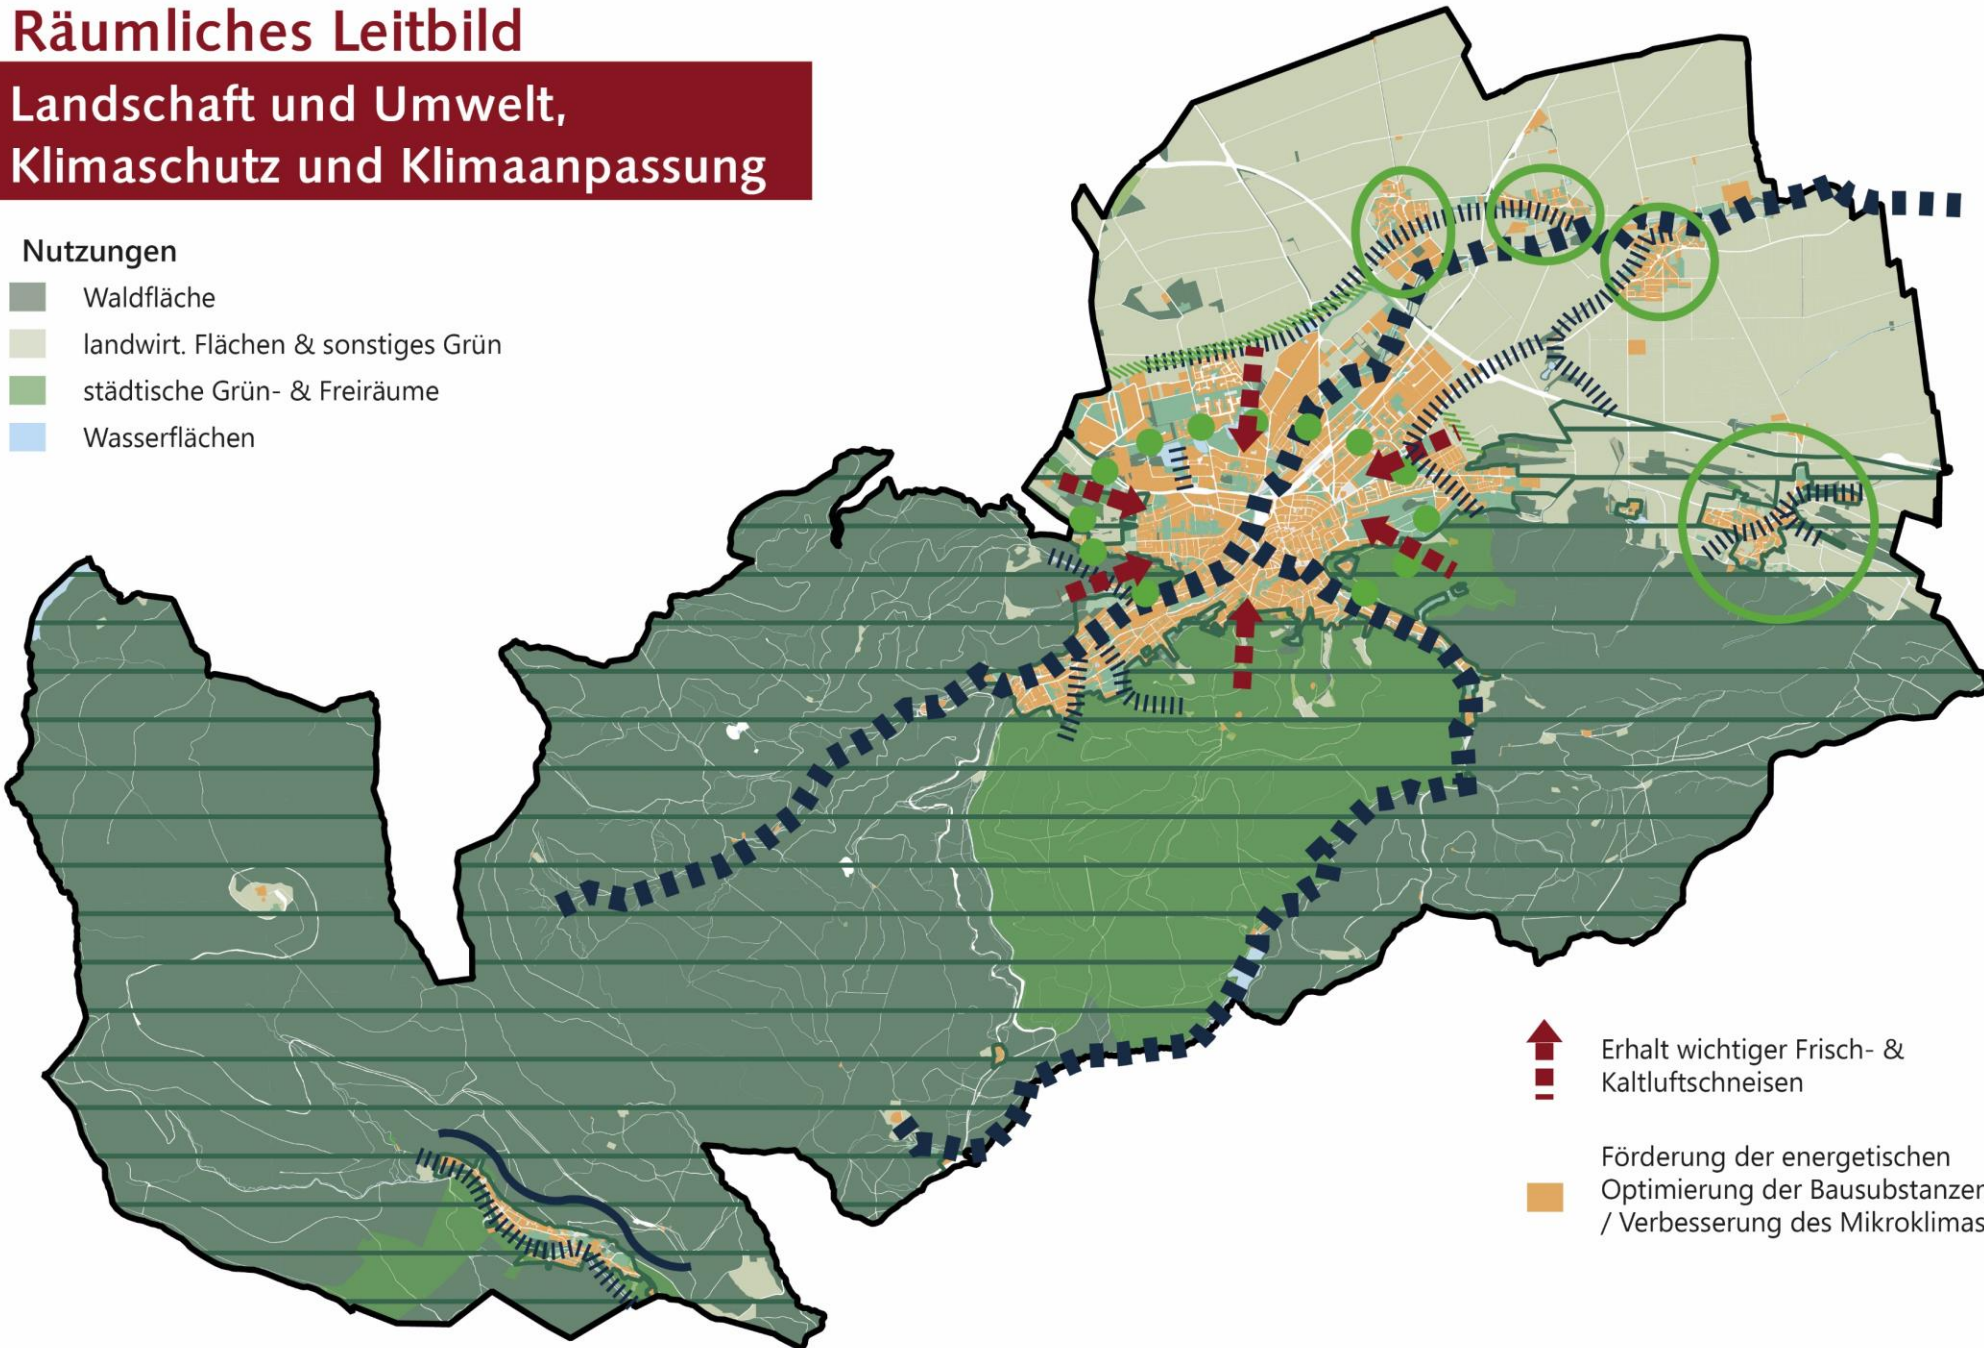 Räumliches Leitbild
Landschaft und Umwelt,
Klimaschutz und Klimaanpassung
Nutzungen
Waldfläche
landwirt. Flächen & sonstiges Grün
städtische Grün- & Freiräume
Wasserflächen
Erhalt wichtiger Frisch- &
Kaltluftschneisen
Förderung der energetischen
Optimierung der Bausubstanzen
/ Verbesserung des Mikroklimas